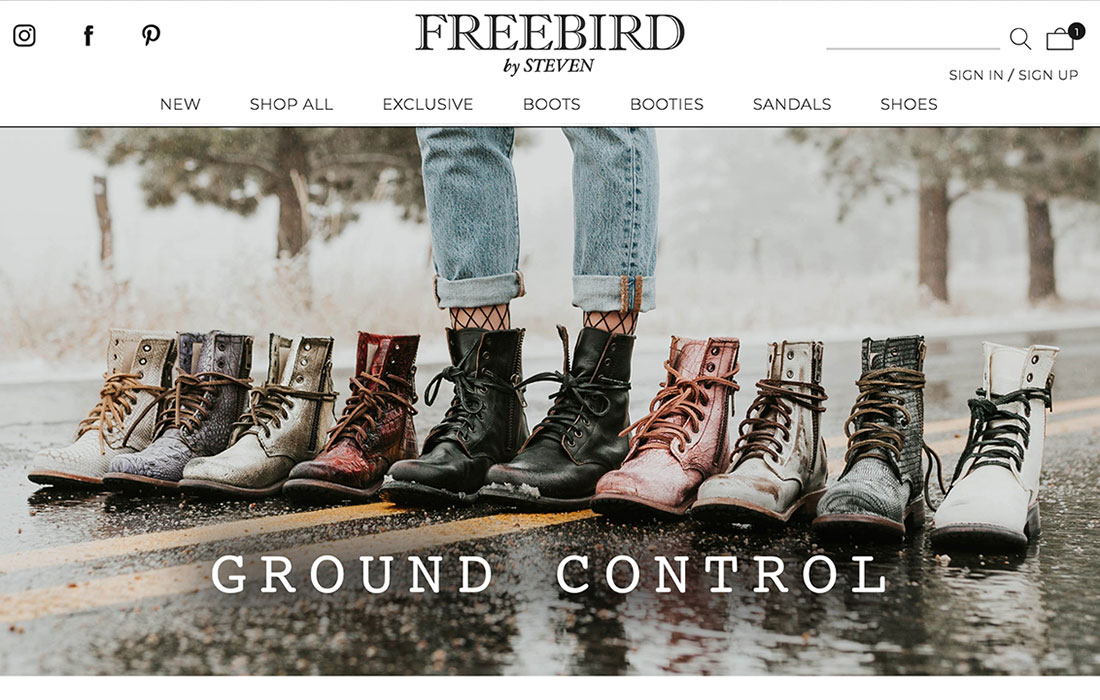 FREEBIRD
by STEVEN
1
SIGN IN / SIGN UP
NEW SHOP ALL EXCLUSIVE BOOTS BOOTIES SANDALS SHOES
GROUND CONTROL